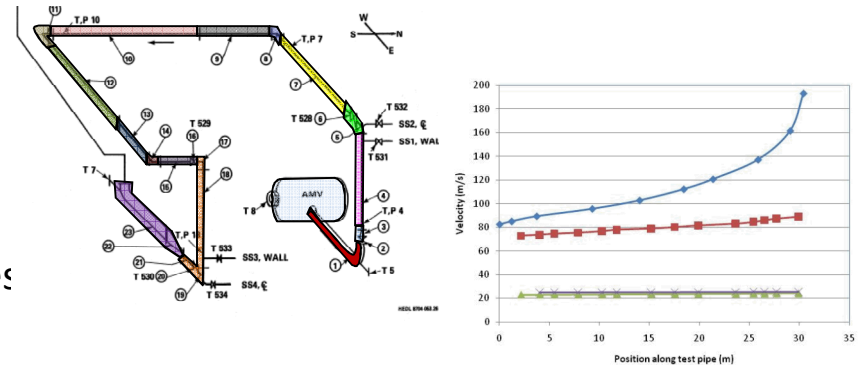 11
T,P 10
10
9
8
T,P 7
7
W
S N
E
12
13
T 529
14
16
17
15
18
T 528
6
T 532
SS2, ℄
5
SS1, WAL
T 531
4
AMV
T 8
T,P 4
3
2
1
T 5
T 7
23
22
T,P 1
T 533
SS3, WALL
21
T 530
20
19
SS4, ℄
T 534
Velocity (m/s)
200
180
160
140
120
100
80
60
40
20
0
0 5 10 15 20 25 30 35
Position along test pipe (m)